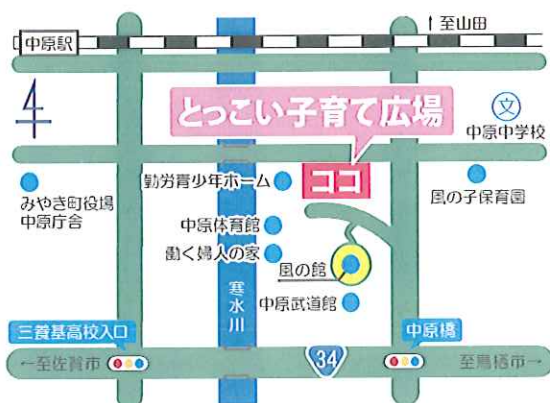 ↑至山田
中原駅
とっこい子育て広場
文
中原中学校
勤労青少年ホーム
ココ
みやき町役場
中原庁舎
風の子保育園
中原体育館
働く婦人の家
風の館
寒水川
中原武道館
三養基高校入口
中原橋
←至佐賀市
34
至鳥栖市→